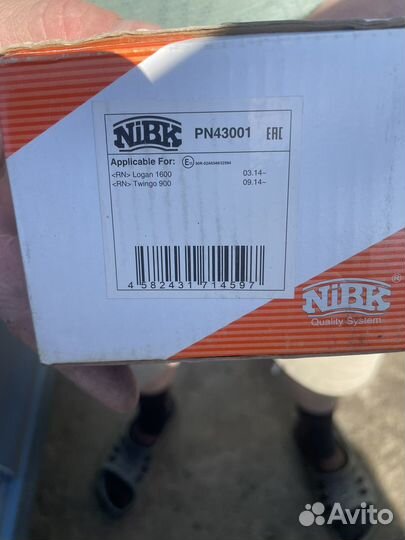 NiBK PN43001 EAC
Applicable For: E
<RN> Logan 1600 03.14–
<RN> Twingo 900 09.14–
4 582431 714597
NiBK ®
Quality System
Avito